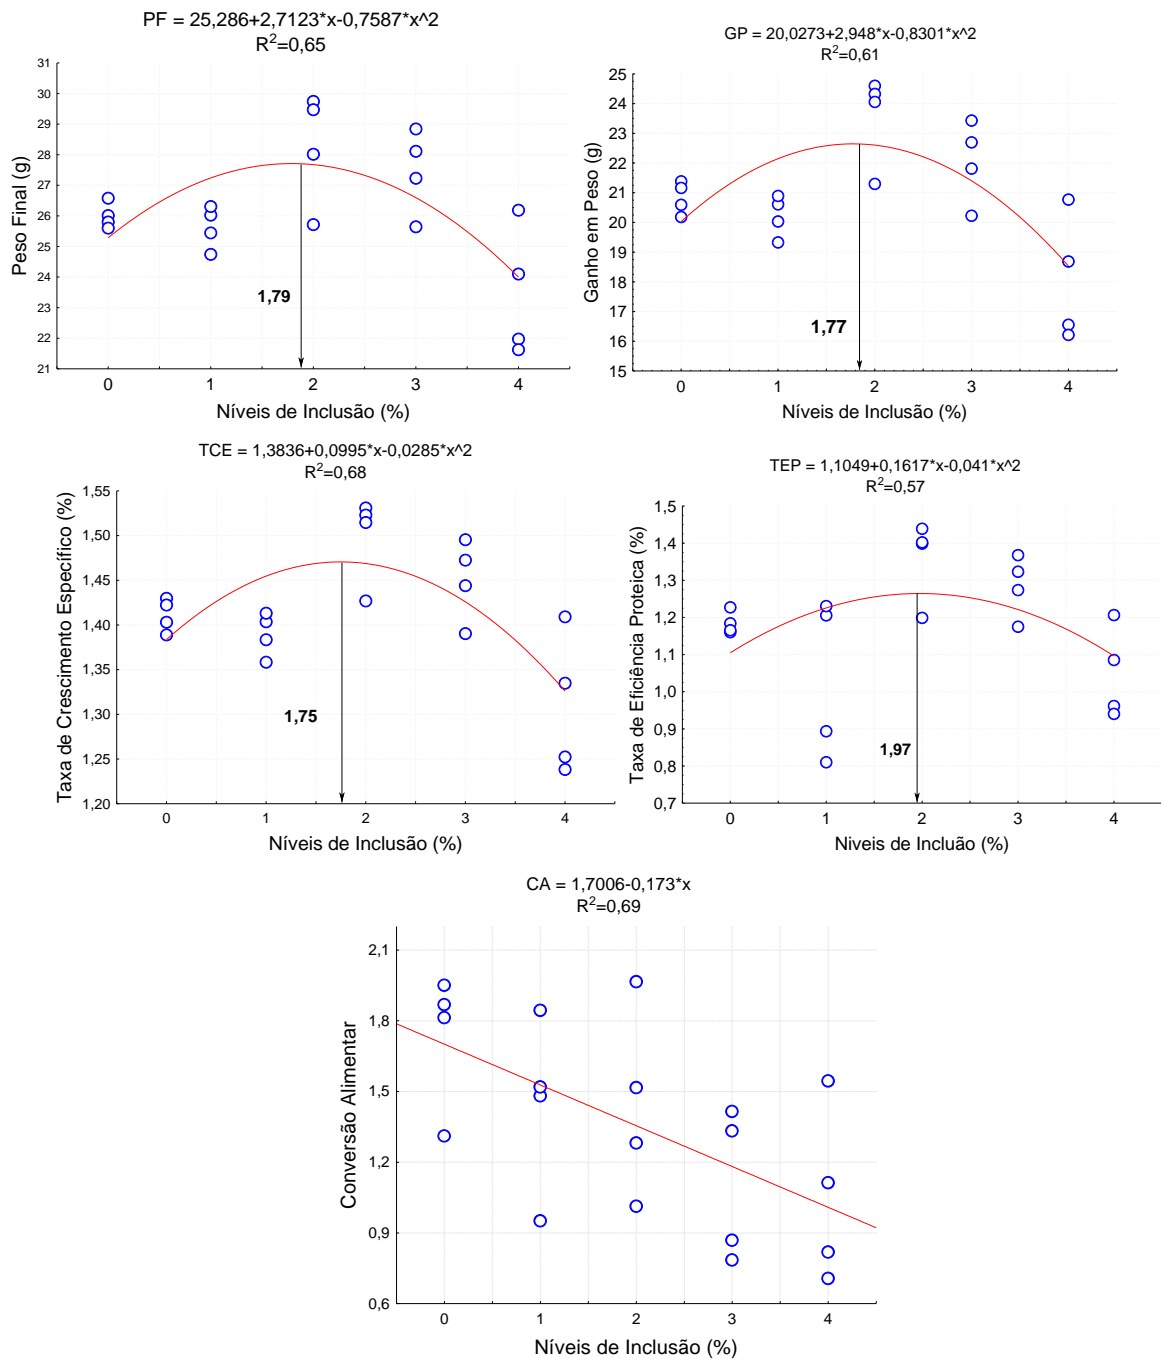 PF = 25,286+2,7123*x-0,7587*x^2
R²=0,65
31
30
29
28
27
26
25
24
23
22
21
Peso Final (g)
1,79
0 1 2 3 4
Níveis de Inclusão (%)
GP = 20,0273+2,948*x-0,8301*x^2
R²=0,61
25
24
23
22
21
20
19
18
17
16
15
Ganho em Peso (g)
1,77
0 1 2 3 4
Níveis de Inclusão (%)
TCE = 1,3836+0,0995*x-0,0285*x^2
R²=0,68
1,55
1,50
1,45
1,40
1,35
1,30
1,25
1,20
Taxa de Crescimento Específico (%)
1,75
0 1 2 3 4
Níveis de Inclusão (%)
TEP = 1,1049+0,1617*x-0,041*x^2
R²=0,57
1,5
1,4
1,3
1,2
1,1
1,0
0,9
0,8
0,7
Taxa de Eficiência Proteica (%)
1,97
0 1 2 3 4
Níveis deIncluão (%)
CA = 1,7006-0,173*x
R²=0,69
2,1
1,8
1,5
1,2
0,9
0,6
Conversão Alimentar
0 1 2 3 4
Níveis de Inclusão (%)